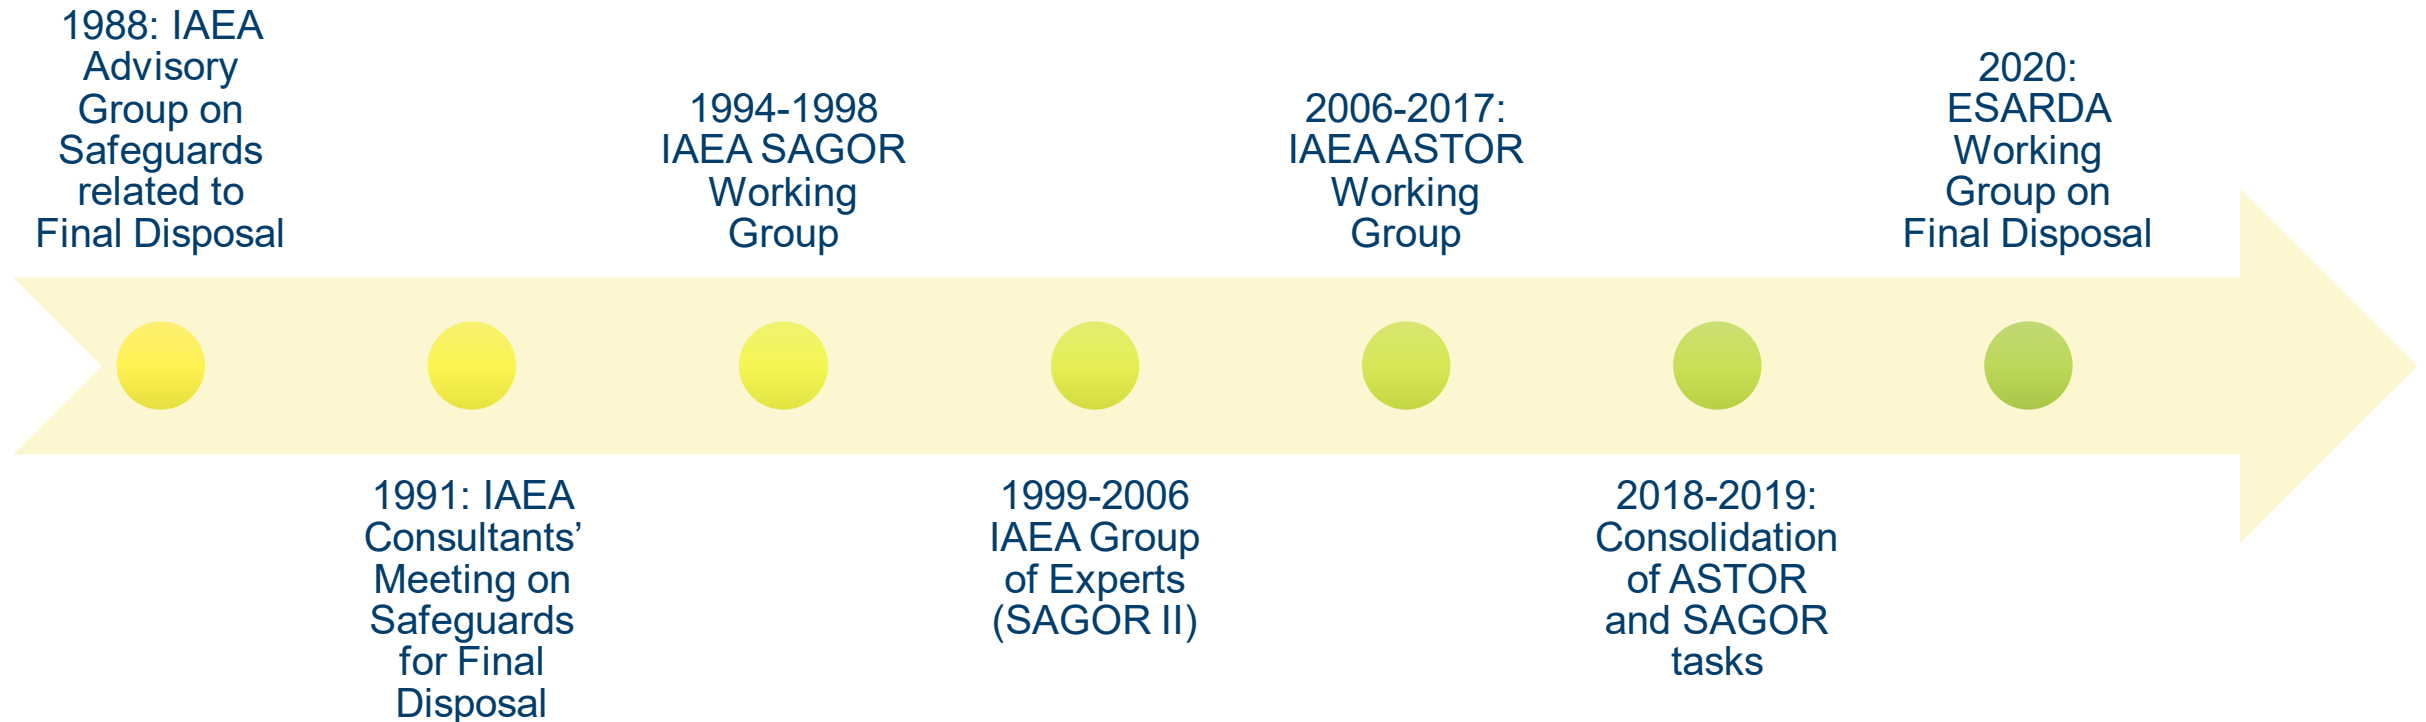 1988: IAEA
Advisory
Group on
Safeguards
related to
Final Disposal
1991: IAEA
Consultants’
Meeting on
Safeguards
for Final
Disposal
1994-1998
IAEA SAGOR
Working
Group
1999-2006
IAEA Group
of Experts
(SAGOR II)
2006-2017:
IAEA ASTOR
Working
Group
2018-2019:
Consolidation
of ASTOR
and SAGOR
tasks
2020:
ESARDA
Working
Group on
Final Disposal